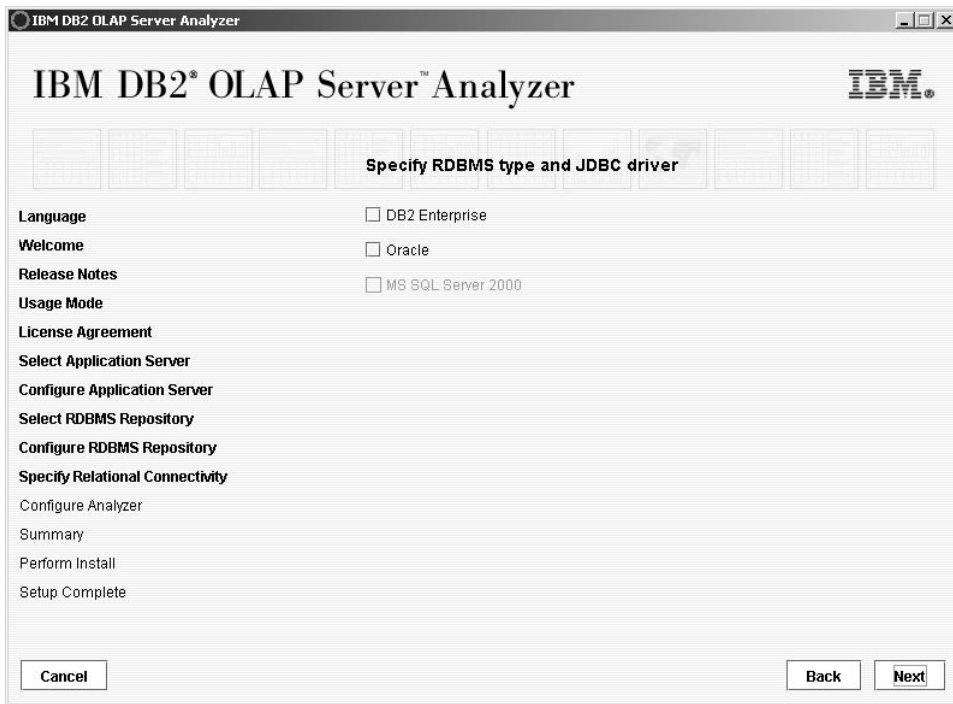 IBM DB2 OLAP Server Analyzer
IBM DB2® OLAP Server™ Analyzer
IBM®
Specify RDBMS type and JDBC driver
Language
Welcome
Release Notes
Usage Mode
License Agreement
Select Application Server
Configure Application Server
Select RDBMS Repository
Configure RDBMS Repository
Specify Relational Connectivity
Configure Analyzer
Summary
Perform Install
Setup Complete
DB2 Enterprise
Oracle
MS SQL Server 2000
Cancel
Back
Next